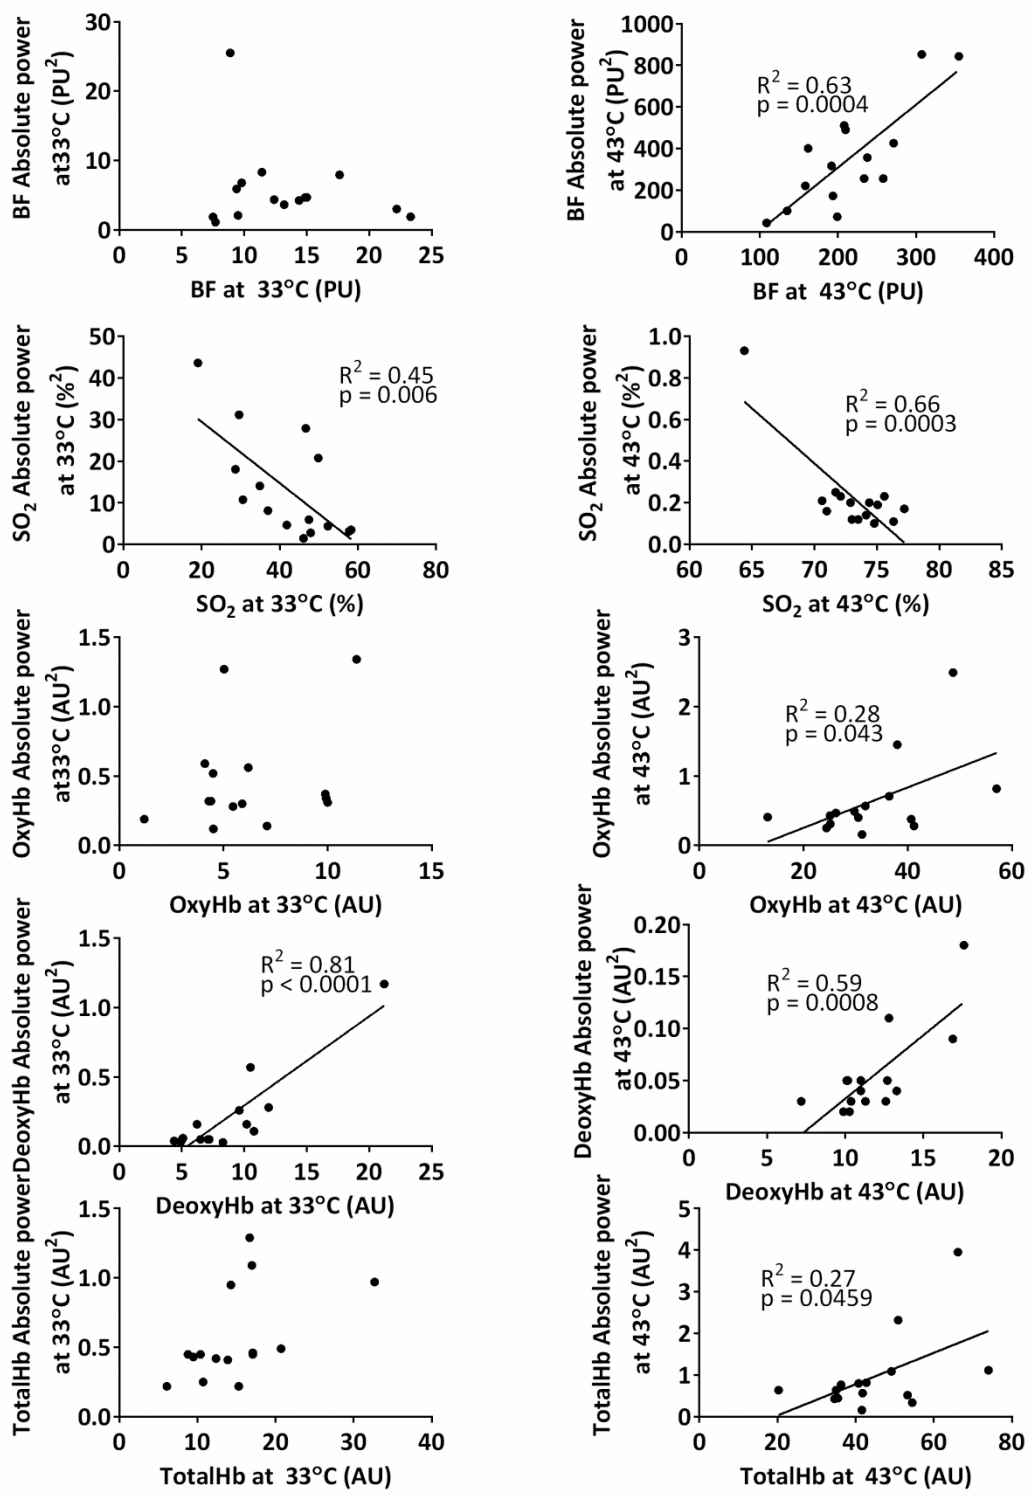 BF Absolute power
at33°C (PU²)
30
20
10
0
0 5 10 15 20 25
BF at 33°C (PU)
BF Absolute power
at 43°C (PU²)
1000
800
600
400
200
0
R² = 0.63
p = 0.0004
0 100 200 300 400
BF at 43°C (PU)
SO₂ Absolute power
at 33°C (%²)
50
40
30
20
10
0
R² = 0.45
p = 0.006
0 20 40 60 80
SO₂ at 33°C (%)
SO₂ Absolute power
at 43°C (%²)
1.0
0.8
0.6
0.4
0.2
0.0
R² = 0.66
p = 0.0003
60 65 70 75 80 85
SO₂ at 43°C (%)
OxyHb Absolute power
at33°C (AU²)
1.5
1.0
0.5
0.0
0 5 10 15
OxyHb at 33°C (AU)
OxyHb Absolute power
at 43°C (AU²)
3
2
1
0
R² = 0.28
p = 0.043
0 20 40 60
OxyHb at 43°C (AU)
DeoxyHb Absolute power
at 33°C (AU²)
1.5
1.0
0.5
0.0
R² = 0.81
p < 0.0001
0 5 10 15 20 25
DeoxyHb at 33°C (AU)
DeoxyHb Absolute power
at 43°C (AU²)
0.20
0.15
0.10
0.05
0.00
R² = 0.59
p = 0.0008
0 5 10 15 20
DeoxyHb at 43°C (AU)
TotalHb Absolute power
at 33°C (AU²)
1.5
1.0
0.5
0.0
0 10 20 30 40
TotalHb at 33°C (AU)
TotalHb Absolute power
at 43°C (AU²)
5
4
3
2
1
0
R² = 0.27
p = 0.0459
0 20 40 60 80
TotalHb at 43°C (AU)